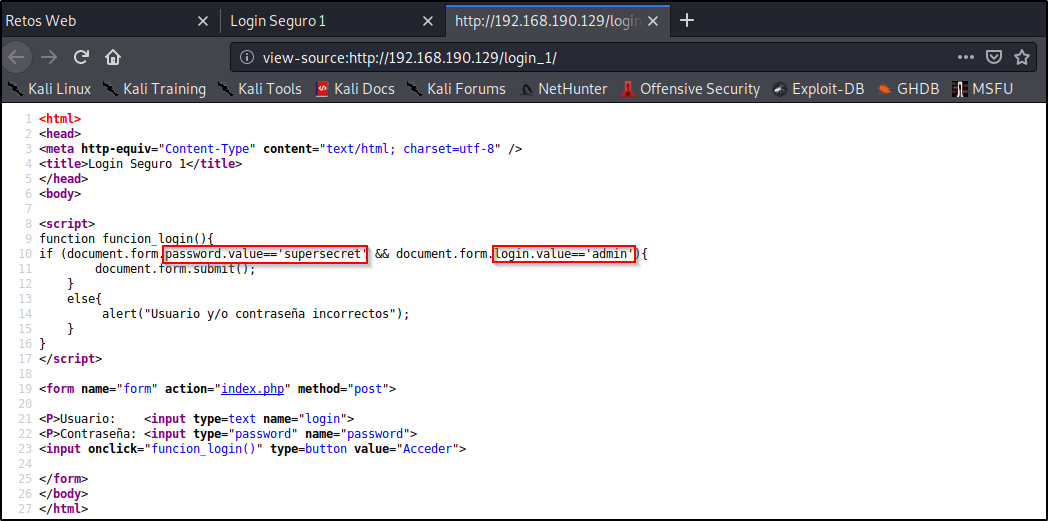 Retos Web
Login Seguro 1
http://192.168.190.129/login
view-source:http://192.168.190.129/login_1/
Kali Linux Kali Training Kali Tools Kali Docs Kali Forums NetHunter Offensive Security Exploit-DB GHDB MSFU
1 <html>
2 <head>
3 <meta http-equiv="Content-Type" content="text/html; charset=utf-8" />
4 <title>Login Seguro 1</title>
5 </head>
6 <body>
7
8 <script>
9 function funcion_login(){
10 if (document.form.password.value=='supersecret' && document.form.login.value=='admin'){
11 document.form.submit();
12 }
13 else{
14 alert("Usuario y/o contraseña incorrectos");
15 }
16 }
17 </script>
18
19 <form name="form" action="index.php" method="post">
20
21 <P>Usuario: <input type=text name="login">
22 <P>Contraseña: <input type="password" name="password">
23 <input onclick="funcion_login()" type=button value="Acceder">
24
25 </form>
26 </body>
27 </html>